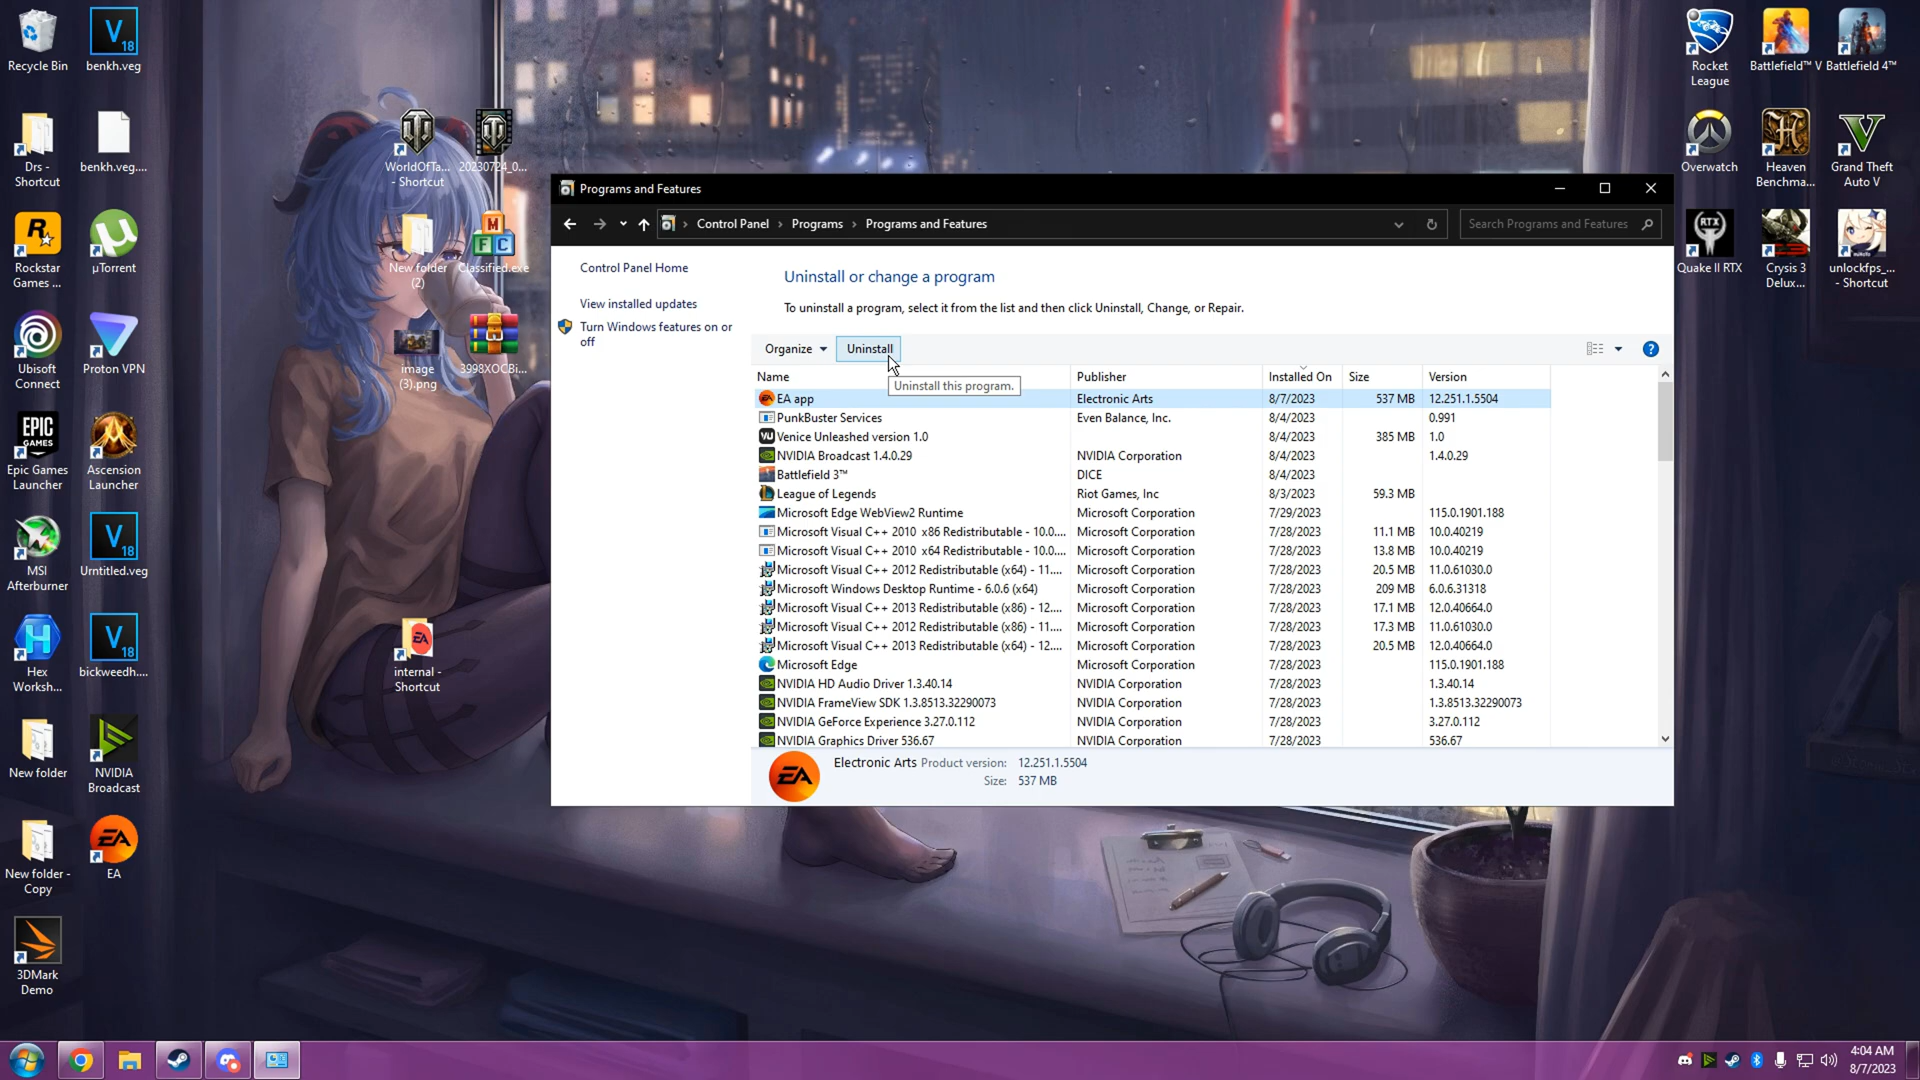 Recycle Bin
benkh.veg
Drs -
Shortcut
benkh.veg....
Rockstar
Games ...
µTorrent
Ubisoft
Connect
Proton VPN
EPIC
GAMES
Epic Games
Launcher
Ascension
Launcher
MSI
Afterburner
Urntitled.veg
Hex
Worksh...
bickweedh....
New folder
NVIDIA
Broadcast
New folder -
Copy
EA
3DMark
Demo
WorldOfTa...
- Shortcut
20230724_0...
New folder
(2)
Classified.exe
image
(3).png
3998XOCBi...
internal -
Shortcut
Rocket
League
Battlefield™ V
Battlefield 4™
Overwatch
Heaven
Benchma...
Grand Theft
Auto V
RTX
Quake II RTX
Crysis 3
Delux...
unlockfps_...
- Shortcut
Programs and Features
Control Panel
Programs
Programs and Features
Search Programs and Features
Control Panel Home
View installed updates
Turn Windows features on or
off
Uninstall or change a program
To uninstall a program, select it from the list and then click Uninstall, Change, or Repair.
Organize
Uninstall
Uninstall this program.
Name Publisher Installed On Size Version
EA app Electronic Arts 8/7/2023 537 MB 12.251.1.5504
PunkBuster Services Even Balance, Inc. 8/4/2023 0.991
Venice Unleashed version 1.0 8/4/2023 385 MB 1.0
NVIDIA Broadcast 1.4.0.29 NVIDIA Corporation 8/4/2023 1.4.0.29
Battlefield 3™ DICE 8/4/2023
League of Legends Riot Games, Inc 8/3/2023 59.3 MB
Microsoft Edge WebView2 Runtime Microsoft Corporation 7/29/2023 115.0.1901.188
Microsoft Visual C++ 2010 x86 Redistributable - 10.0.... Microsoft Corporation 7/28/2023 11.1 MB 10.0.40219
Microsoft Visual C++ 2010 x64 Redistributable - 10.0.... Microsoft Corporation 7/28/2023 13.8 MB 10.0.40219
Microsoft Visual C++ 2012 Redistributable (x64) - 11.... Microsoft Corporation 7/28/2023 20.5 MB 11.0.61030.0
Microsoft Windows Desktop Runtime - 6.0.6 (x64) Microsoft Corporation 7/28/2023 209 MB 6.0.6.31318
Microsoft Visual C++ 2013 Redistributable (x86) - 12.... Microsoft Corporation 7/28/2023 17.1 MB 12.0.40664.0
Microsoft Visual C++ 2012 Redistributable (x86) - 11.... Microsoft Corporation 7/28/2023 17.3 MB 11.0.61030.0
Microsoft Visual C++ 2013 Redistributable (x64) - 12.... Microsoft Corporation 7/28/2023 20.5 MB 12.0.40664.0
Microsoft Edge Microsoft Corporation 7/28/2023 115.0.1901.188
NVIDIA HD Audio Driver 1.3.40.14 NVIDIA Corporation 7/28/2023 1.3.40.14
NVIDIA FrameView SDK 1.3.8513.32290073 NVIDIA Corporation 7/28/2023 1.3.8513.32290073
NVIDIA GeForce Experience 3.27.0.112 NVIDIA Corporation 7/28/2023 3.27.0.112
NVIDIA Graphics Driver 536.67 NVIDIA Corporation 7/28/2023 536.67
EA
Electronic Arts Product version: 12.251.1.5504
Size: 537 MB
4:04 AM
8/7/2023